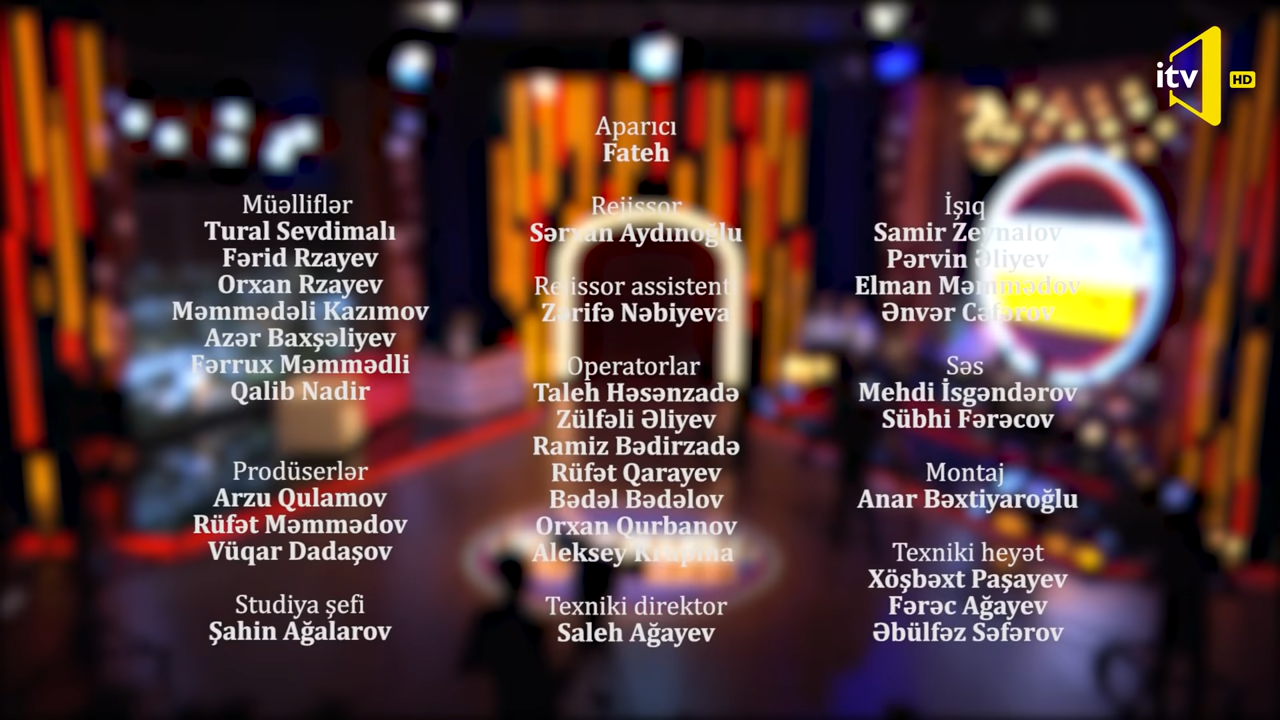 itv HD
Aparıcı
Fateh
Müəlliflər
Tural Sevdimalı
Fərid Rzayev
Orxan Rzayev
Məmmədəli Kazımov
Azər Baxşəliyev
Fərrux Məmmədli
Qalib Nadir
Prodüserlər
Arzu Qulamov
Rüfət Məmmədov
Vüqar Dadaşov
Studiya şefi
Şahin Ağalarov
Rejissor
Sərxan Aydınoğlu
Rejissor assistent
Zərifə Nəbiyeva
Operatorlar
Taleh Həsənzadə
Zülfəli Əliyev
Ramiz Bədirzadə
Rüfət Qarayev
Bədəl Bədəlov
Orxan Qurbanov
Aleksey
Texniki direktor
Saleh Ağayev
İşıq
Samir Zeynalov
Pərvin Əliyev
Elman Məmmədov
Ənvər Cəfərov
Səs
Mehdi İsgəndərov
Sübhi Fərəcov
Montaj
Anar Bəxtiyaroğlu
Texniki heyət
Xöşbəxt Paşayev
Fərəc Ağayev
Əbülfəz Səfərov